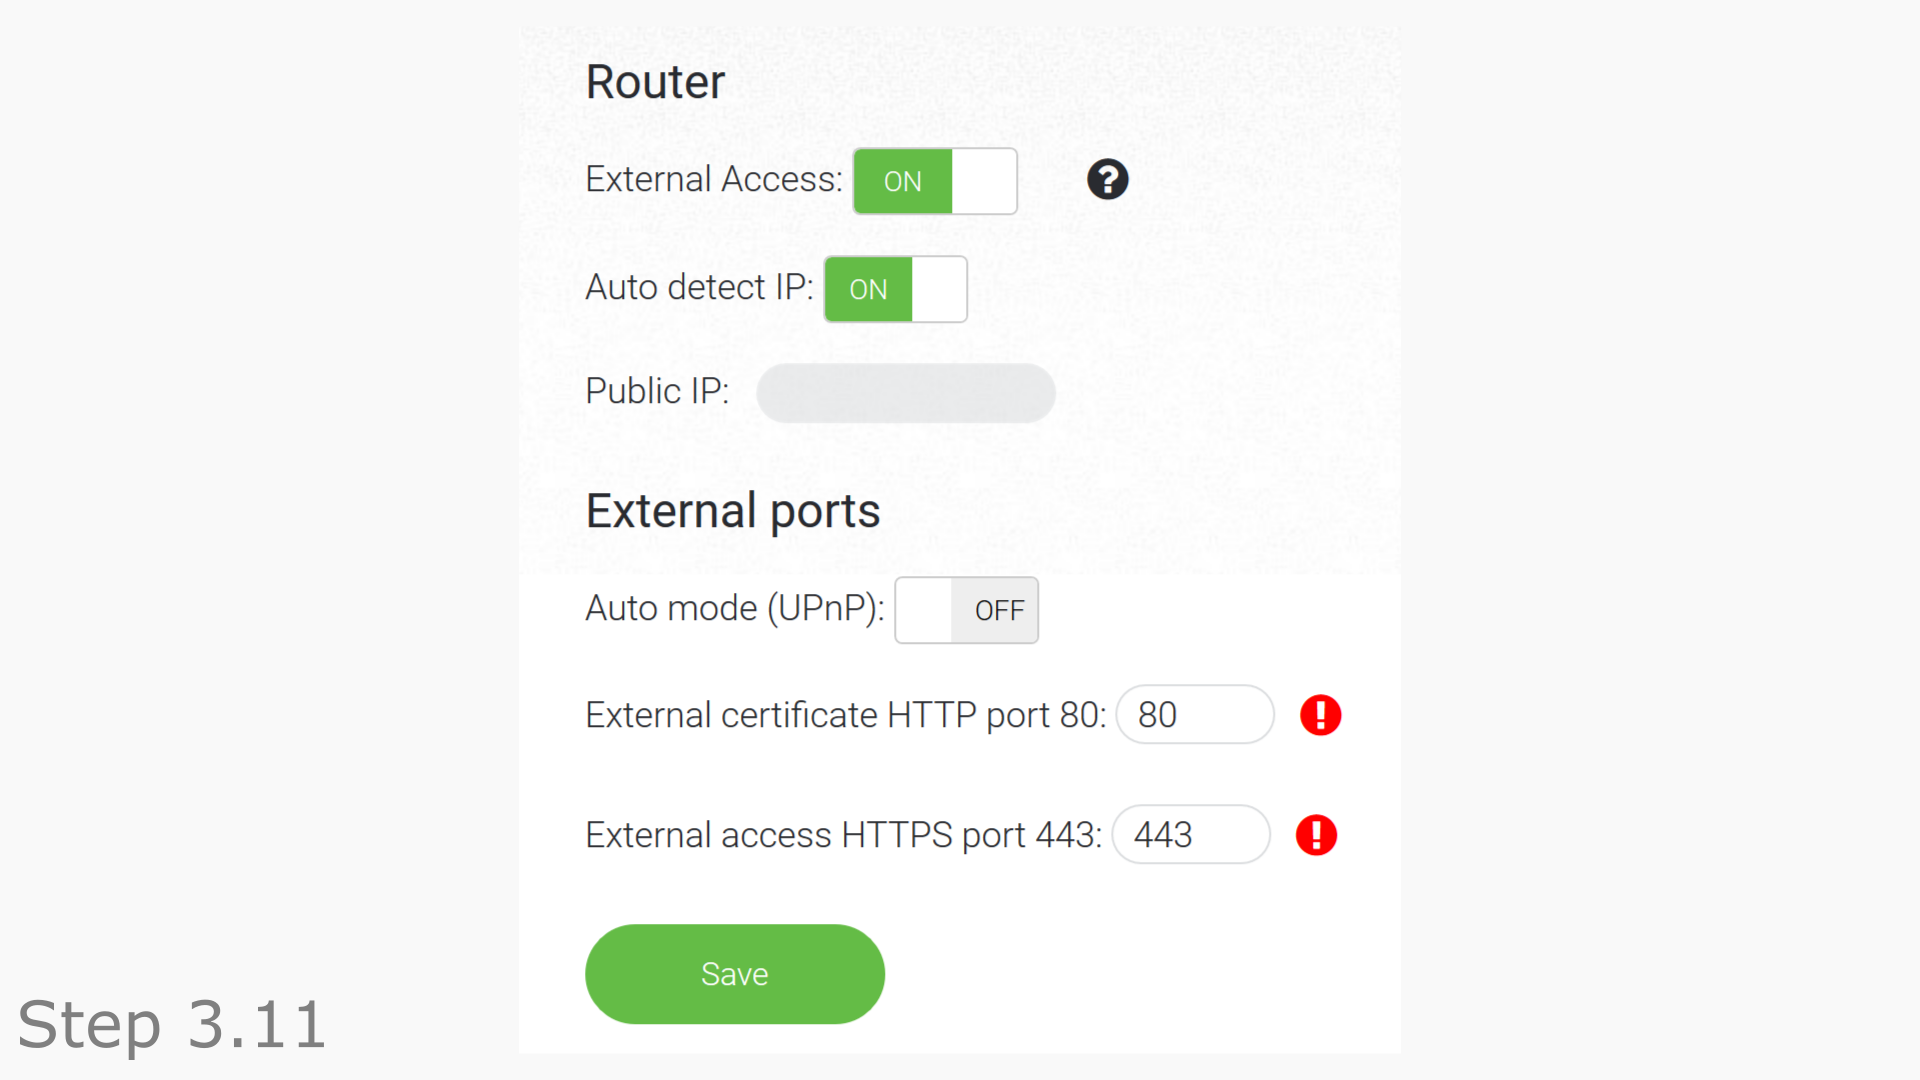 Router
External Access: ON
Auto detect IP: ON
Public IP:
External ports
Auto mode (UPnP): OFF
External certificate HTTP port 80: 80
External access HTTPS port 443: 443
Save
Step 3.11